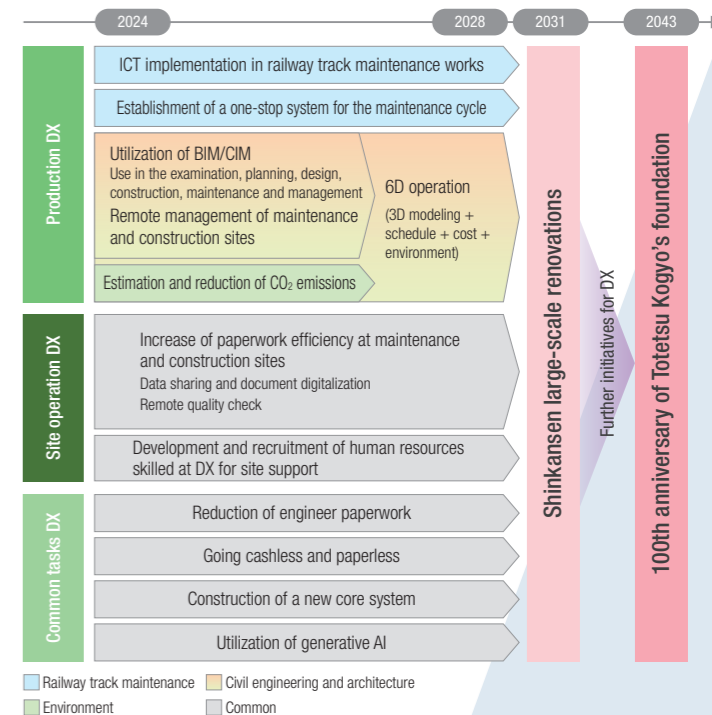 2024
2028
2031
2043
Production DX
ICT implementation in railway track maintenance works
Establishment of a one-stop system for the maintenance cycle
Utilization of BIM/CIM
Use in the examination, planning, design,
construction, maintenance and management
Remote management of maintenance
and construction sites
6D operation
(3D modeling +
schedule + cost +
environment)
Estimation and reduction of CO₂ emissions
Site operation DX
Increase of paperwork efficiency at maintenance
and construction sites
Data sharing and document digitalization
Remote quality check
Development and recruitment of human resources
skilled at DX for site support
Common tasks DX
Reduction of engineer paperwork
Going cashless and paperless
Construction of a new core system
Utilization of generative AI
Shinkansen large-scale renovations
Further initiatives for DX
100th anniversary of Totetsu Kogyo's foundation
Railway track maintenance
Civil engineering and architecture
Environment
Common